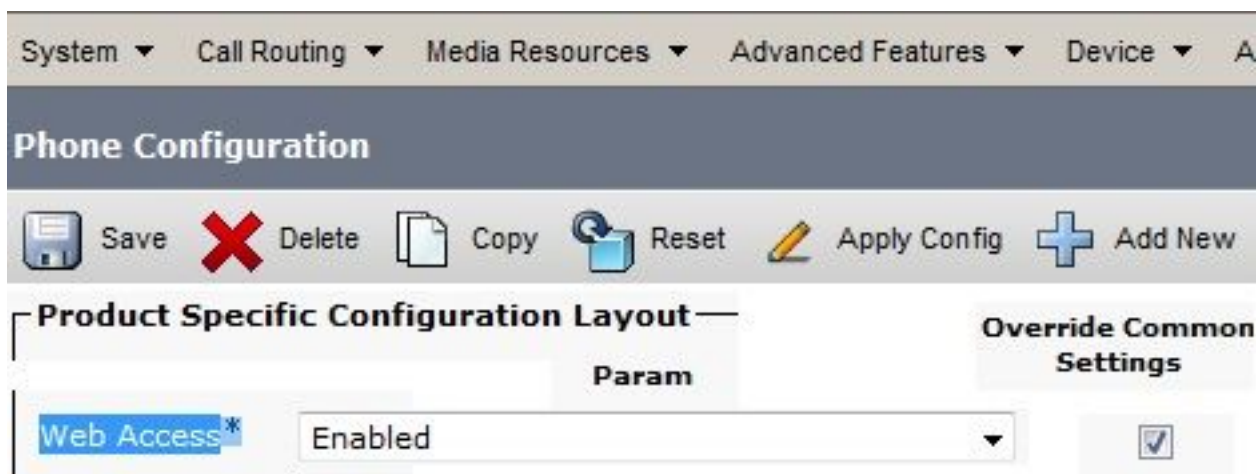 System Call Routing Media Resources Advanced Features Device
Phone Configuration
Save Delete Copy Reset Apply Config Add New
Product Specific Configuration Layout
Override Common
Settings
Param
Web Access* Enabled